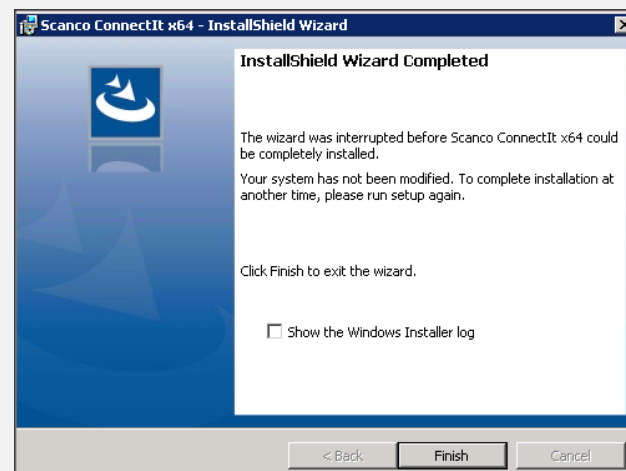 Scanco ConnectIt x64 - InstallShield Wizard
InstallShield Wizard Completed
The wizard was interrupted before Scanco ConnectIt x64 could
be completely installed.
Your system has not been modified. To complete installation at
another time, please run setup again.
Click Finish to exit the wizard.
Show the Windows Installer log
< Back
Finish
Cancel